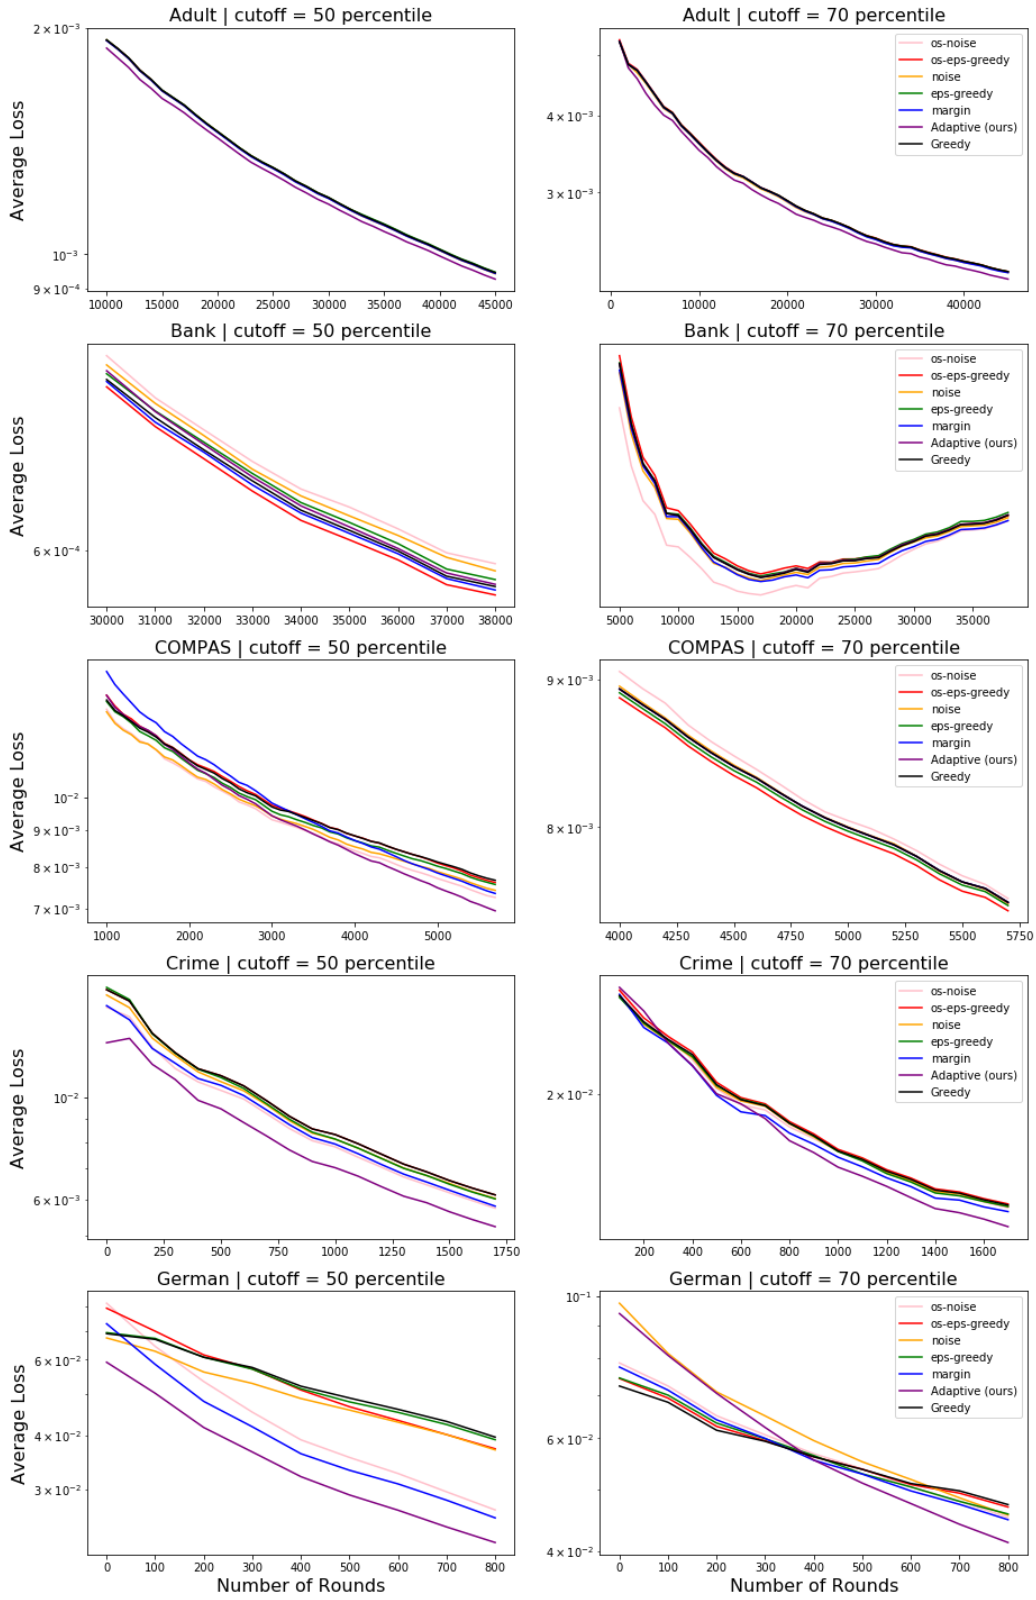 Adult | cutoff = 50 percentile
Average Loss
2 × 10⁻³
10⁻³
9 × 10⁻⁴
10000 15000 20000 25000 30000 35000 40000 45000
Adult | cutoff = 70 percentile
4 × 10⁻³
3 × 10⁻³
0 10000 20000 30000 40000
os-noise
os-eps-greedy
noise
eps-greedy
margin
Adaptive (ours)
Greedy
Bank | cutoff = 50 percentile
Average Loss
6 × 10⁻⁴
30000 31000 32000 33000 34000 35000 36000 37000 38000
Bank | cutoff = 70 percentile
5000 10000 15000 20000 25000 30000 35000
os-noise
os-eps-greedy
noise
eps-greedy
margin
Adaptive (ours)
Greedy
COMPAS | cutoff = 50 percentile
Average Loss
10⁻²
9 × 10⁻³
8 × 10⁻³
7 × 10⁻³
1000 2000 3000 4000 5000
COMPAS | cutoff = 70 percentile
9 × 10⁻³
8 × 10⁻³
4000 4250 4500 4750 5000 5250 5500 5750
os-noise
os-eps-greedy
noise
eps-greedy
margin
Adaptive (ours)
Greedy
Crime | cutoff = 50 percentile
Average Loss
10⁻²
6 × 10⁻³
0 250 500 750 1000 1250 1500 1750
Crime | cutoff = 70 percentile
2 × 10⁻²
200 400 600 800 1000 1200 1400 1600
os-noise
os-eps-greedy
noise
eps-greedy
margin
Adaptive (ours)
Greedy
German | cutoff = 50 percentile
Average Loss
6 × 10⁻²
4 × 10⁻²
3 × 10⁻²
0 100 200 300 400 500 600 700 800
Number of Rounds
German | cutoff = 70 percentile
10⁻¹
6 × 10⁻²
4 × 10⁻²
0 100 200 300 400 500 600 700 800
Number of Rounds
os-noise
os-eps-greedy
noise
eps-greedy
margin
Adaptive (ours)
Greedy